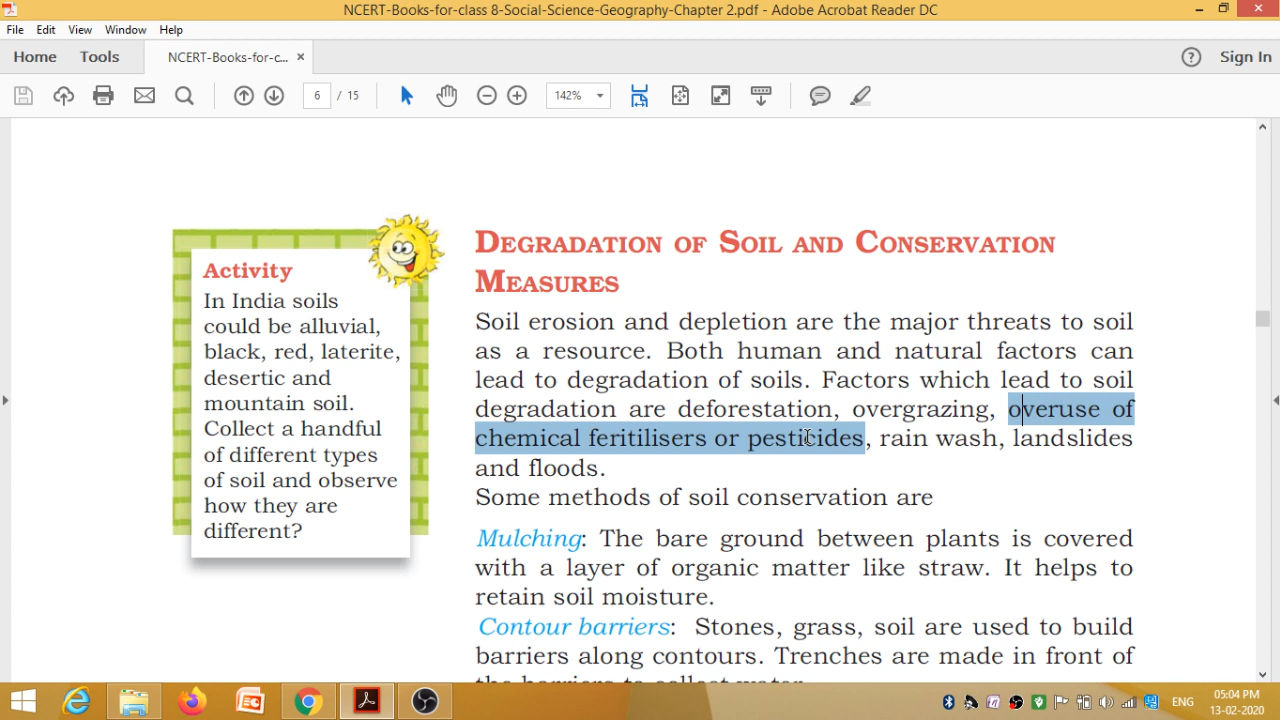 NCERT-Books-for-class 8-Social-Science-Geography-Chapter 2.pdf - Adobe Acrobat Reader DC
File Edit View Window Help
Home Tools NCERT-Books-for-c... × ? Sign In
6 / 15 142%
DEGRADATION OF SOIL AND CONSERVATION
MEASURES
Activity
In India soils
could be alluvial,
black, red, laterite,
desertic and
mountain soil.
Collect a handful
of different types
of soil and observe
how they are
different?
Soil erosion and depletion are the major threats to soil
as a resource. Both human and natural factors can
lead to degradation of soils. Factors which lead to soil
degradation are deforestation, overgrazing, overuse of
chemical feritilisers or pesticides, rain wash, landslides
and floods.
Some methods of soil conservation are
Mulching: The bare ground between plants is covered
with a layer of organic matter like straw. It helps to
retain soil moisture.
Contour barriers: Stones, grass, soil are used to build
barriers along contours. Trenches are made in front of
the barriers to collect water.
ENG 05:04 PM
13-02-2020